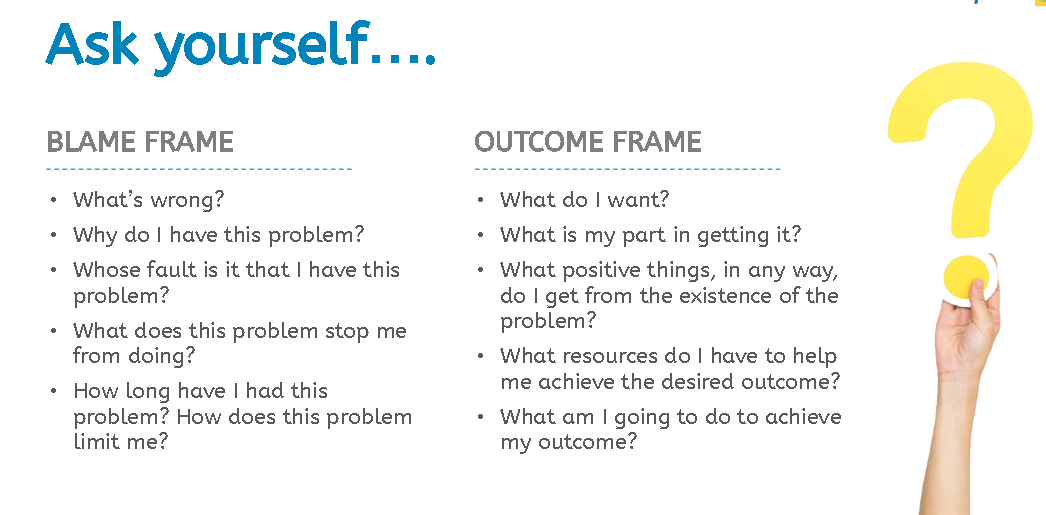 Ask yourself....
BLAME FRAME
• What's wrong?
• Why do I have this problem?
• Whose fault is it that I have this
problem?
• What does this problem stop me
from doing?
• How long have I had this
problem? How does this problem
limit me?
OUTCOME FRAME
• What do I want?
• What is my part in getting it?
• What positive things, in any way,
do I get from the existence of the
problem?
• What resources do I have to help
me achieve the desired outcome?
• What am I going to do to achieve
my outcome?